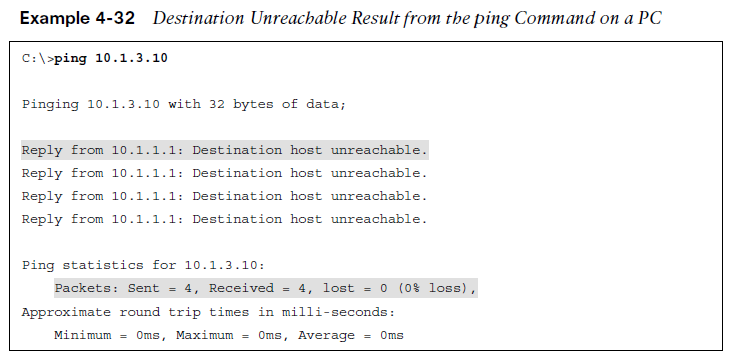 Example 4-32 Destination Unreachable Result from the ping Command on a PC
C:\>ping 10.1.3.10
Pinging 10.1.3.10 with 32 bytes of data;
Reply from 10.1.1.1: Destination host unreachable.
Reply from 10.1.1.1: Destination host unreachable.
Reply from 10.1.1.1: Destination host unreachable.
Reply from 10.1.1.1: Destination host unreachable.
Ping statistics for 10.1.3.10:
Packets: Sent = 4, Received = 4, lost = 0 (0% loss),
Approximate round trip times in milli-seconds:
Minimum = 0ms, Maximum = 0ms, Average = 0ms